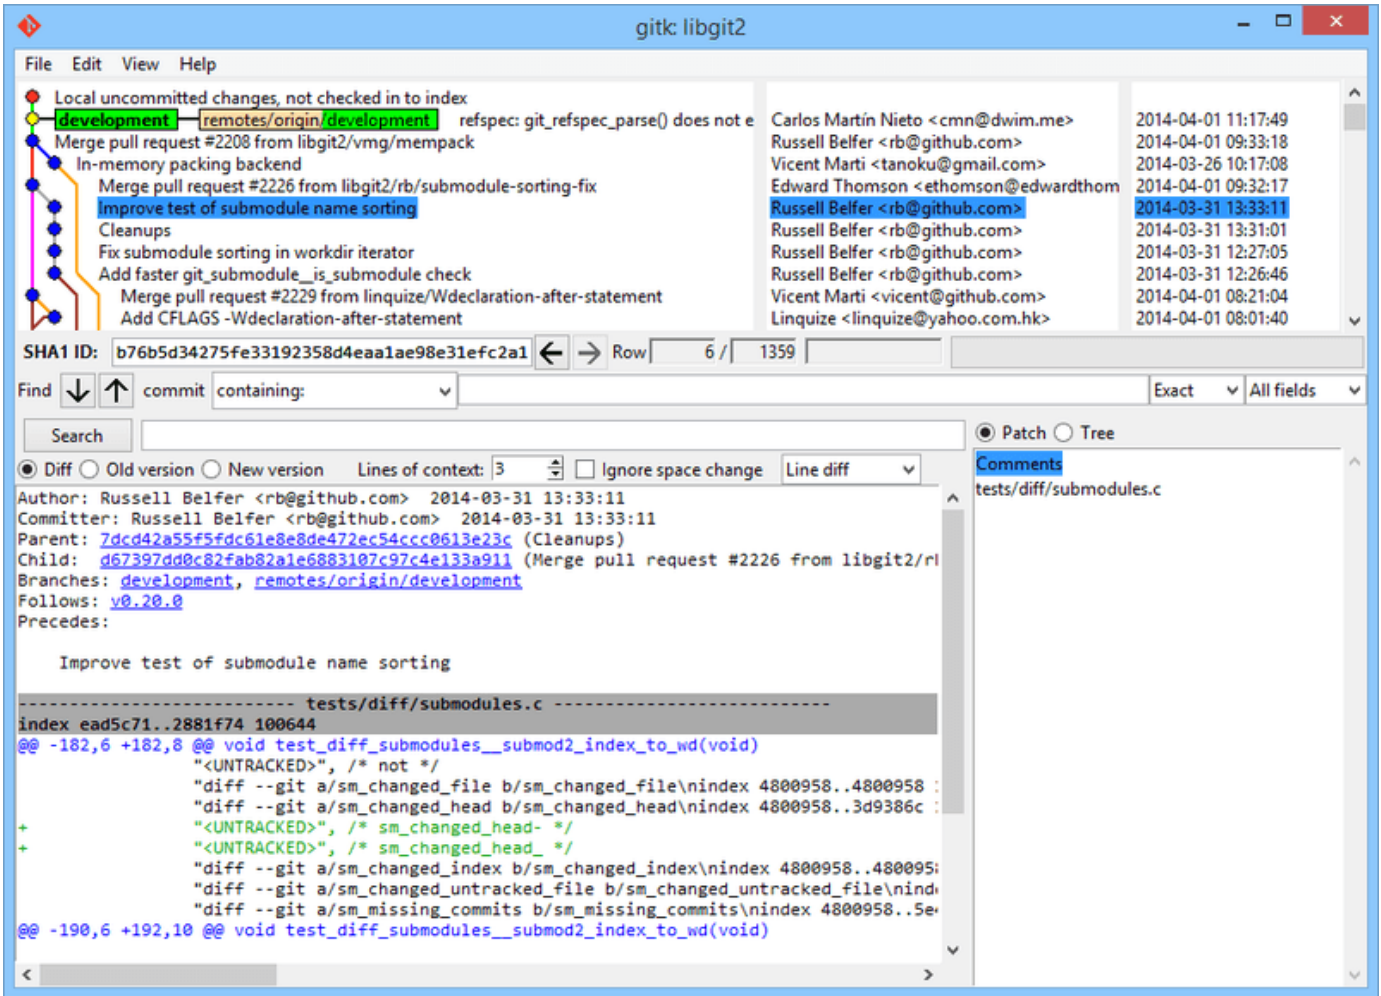 gitk: libgit2
File Edit View Help
Local uncommitted changes, not checked in to index
development remotes/origin/development refspec: git_refspec_parse() does not e Carlos Martín Nieto <cmn@dwim.me> 2014-04-01 11:17:49
Merge pull request #2208 from libgit2/vmg/mempack Russell Belfer <rb@github.com> 2014-04-01 09:33:18
In-memory packing backend Vicent Marti <tanoku@gmail.com> 2014-03-26 10:17:08
Merge pull request #2226 from libgit2/rb/submodule-sorting-fix Edward Thomson <ethomson@edwardthom 2014-04-01 09:32:17
Improve test of submodule name sorting Russell Belfer <rb@github.com> 2014-03-31 13:33:11
Cleanups Russell Belfer <rb@github.com> 2014-03-31 13:31:01
Fix submodule sorting in workdir iterator Russell Belfer <rb@github.com> 2014-03-31 12:27:05
Add faster git_submodule__is_submodule check Russell Belfer <rb@github.com> 2014-03-31 12:26:46
Merge pull request #2229 from linquize/Wdeclaration-after-statement Vicent Marti <vicent@github.com> 2014-04-01 08:21:04
Add CFLAGS -Wdeclaration-after-statement Linquize <linquize@yahoo.com.hk> 2014-04-01 08:01:40
SHA1 ID: b76b5d34275fe33192358d4eaa1ae98e31efc2a1 Row 6 / 1359
Find commit containing: Exact All fields
Search
Patch Tree
Diff Old version New version Lines of context: 3 Ignore space change Line diff
Comments
tests/diff/submodules.c
Author: Russell Belfer <rb@github.com> 2014-03-31 13:33:11
Committer: Russell Belfer <rb@github.com> 2014-03-31 13:33:11
Parent: 7dcd42a55f5fdc61e8e8de472ec54ccc0613e23c (Cleanups)
Child: d67397dd0c82fab82a1e6883107c97c4e133a911 (Merge pull request #2226 from libgit2/r
Branches: development, remotes/origin/development
Follows: v0.20.0
Precedes:
Improve test of submodule name sorting
--------------------------- tests/diff/submodules.c ---------------------------
index ead5c71..2881f74 100644
@@ -182,6 +182,8 @@ void test_diff_submodules__submod2_index_to_wd(void)
"<UNTRACKED>", /* not */
"diff --git a/sm_changed_file b/sm_changed_file\nindex 4800958..4800958
"diff --git a/sm_changed_head b/sm_changed_head\nindex 4800958..3d9386c
+ "<UNTRACKED>", /* sm_changed_head- */
+ "<UNTRACKED>", /* sm_changed_head_ */
"diff --git a/sm_changed_index b/sm_changed_index\nindex 4800958..480095
"diff --git a/sm_changed_untracked_file b/sm_changed_untracked_file\nind
"diff --git a/sm_missing_commits b/sm_missing_commits\nindex 4800958..5e
@@ -190,6 +192,10 @@ void test_diff_submodules__submod2_index_to_wd(void)